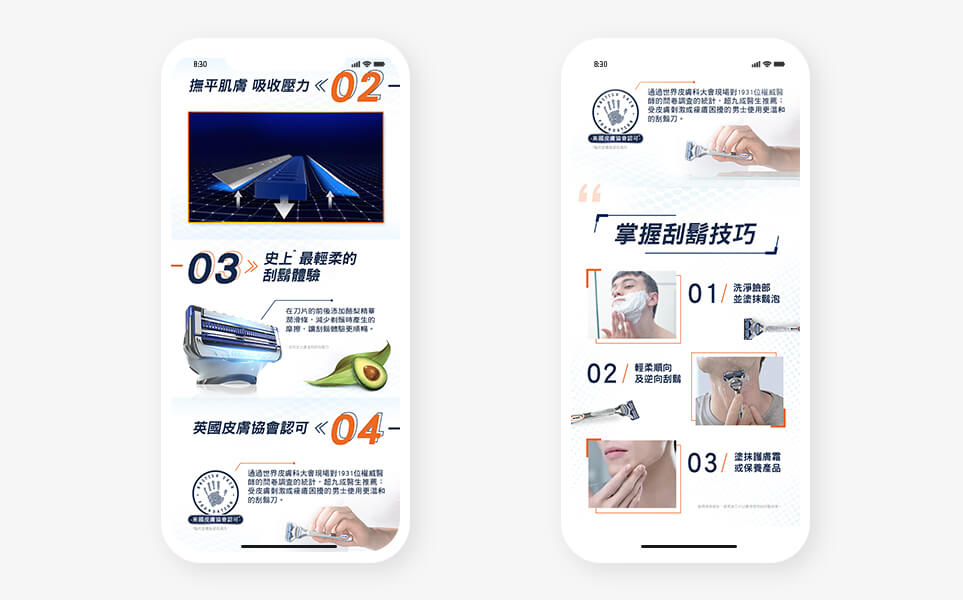 8:30
撫平肌膚 吸收壓力
02
03
史上* 最輕柔的
刮鬍體驗
在刀片的前後添加酪梨精華
潤滑條，減少剃鬍時產生的
摩擦，讓刮鬍體驗更順暢。
英國皮膚協會認可
04
BRITISH SKIN
FOUNDATION
英國皮膚協會認可*
通過世界皮膚科大會現場對1931位權威醫
師的問卷調查的統計，超九成醫生推薦：
受皮膚刺激或痤瘡困擾的男士使用更溫和
的刮鬍刀。
8:30
BRITISH SKIN
FOUNDATION
英國皮膚協會認可*
通過世界皮膚科大會現場對1931位權威醫
師的問卷調查的統計，超九成醫生推薦：
受皮膚刺激或痤瘡困擾的男士使用更溫和
的刮鬍刀。
掌握刮鬍技巧
01
洗淨臉部
並塗抹鬍泡
02
輕柔順向
及逆向刮鬍
03
塗抹護膚霜
或保養產品